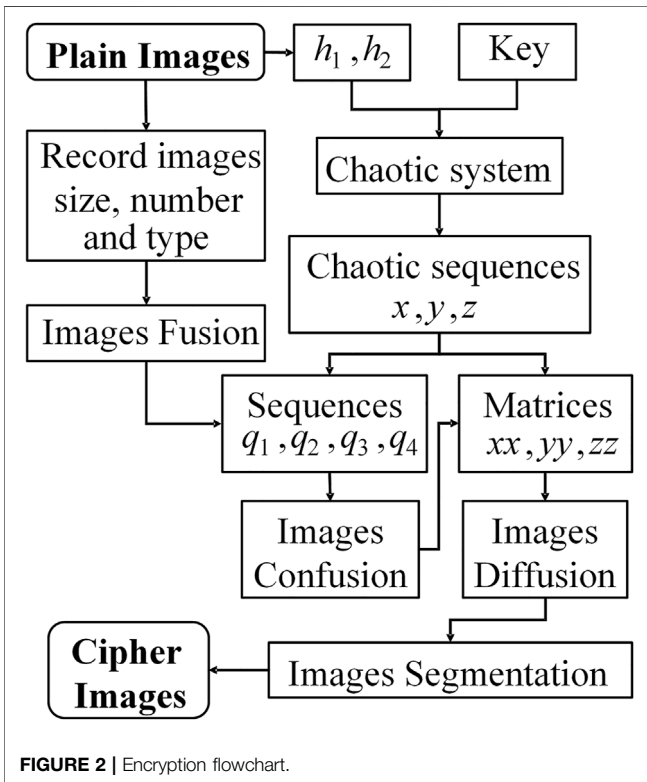 Plain Images
h₁ , h₂
Key
Record images
size, number
and type
Chaotic system
Chaotic sequences
x , y , z
Images Fusion
Sequences
q₁ , q₂ , q₃ , q₄
Matrices
xx , yy , zz
Images
Confusion
Images
Diffusion
Cipher
Images
Images Segmentation
FIGURE 2 | Encryption flowchart.